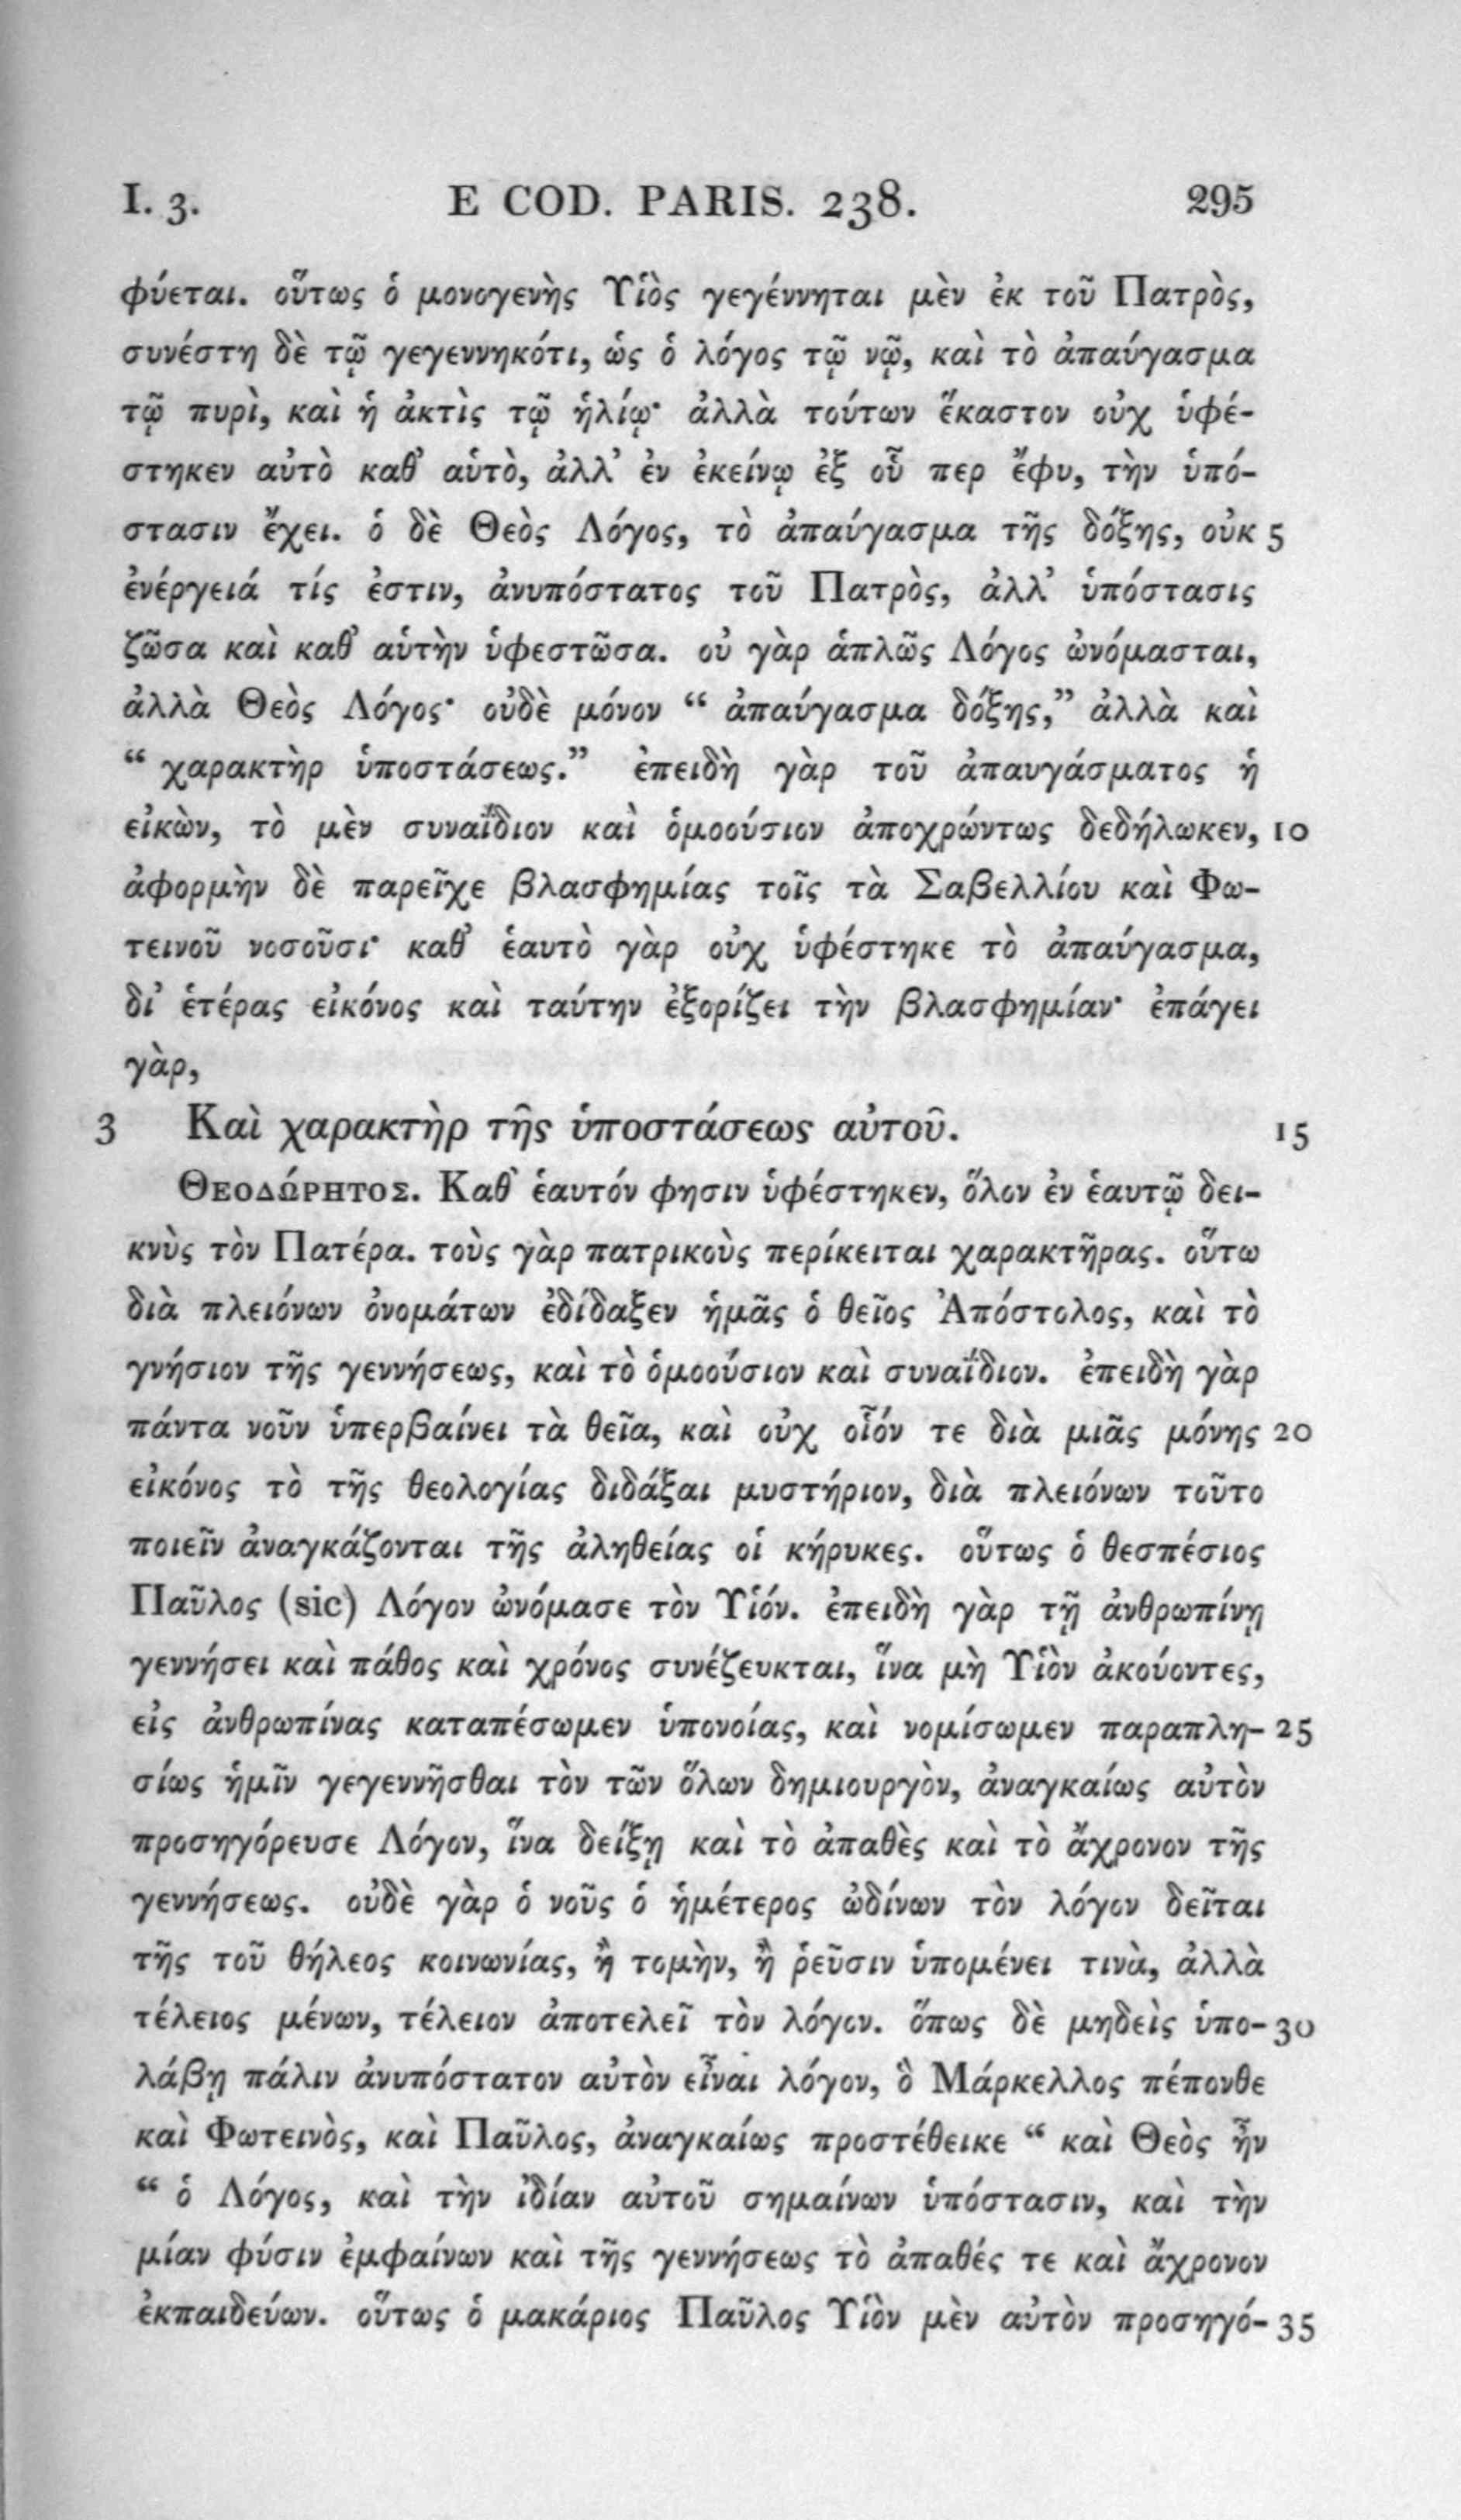 I. 3. E COD. PARIS. 238. 295
φύεται. οὕτως ὁ μονογενὴς Υἱὸς γεγέννηται μὲν ἐκ τοῦ Πατρὸς,
συνέστη δὲ τῷ γεγεννηκότι, ὡς ὁ λόγος τῷ νῷ, καὶ τὸ ἀπαύγασμα
τῷ πυρὶ, καὶ ἡ ἀκτὶς τῷ ἡλίῳ· ἀλλὰ τούτων ἕκαστον οὐχ ὑφέ-
στηκεν αὐτὸ καθ’ αὑτὸ, ἀλλ’ ἐν ἐκείνῳ ἐξ οὗ περ ἔφυ, τὴν ὑπό-
στασιν ἔχει. ὁ δὲ Θεὸς Λόγος, τὸ ἀπαύγασμα τῆς δόξης, οὐκ 5
ἐνέργειά τίς ἐστιν, ἀνυπόστατος τοῦ Πατρὸς, ἀλλ’ ὑπόστασις
ζῶσα καὶ καθ’ αὑτὴν ὑφεστῶσα. οὐ γὰρ ἁπλῶς Λόγος ὠνόμασται,
ἀλλὰ Θεὸς Λόγος· οὐδὲ μόνον “ ἀπαύγασμα δόξης,” ἀλλὰ καὶ
“ χαρακτὴρ ὑποστάσεως.” ἐπειδὴ γὰρ τοῦ ἀπαυγάσματος ἡ
εἰκὼν, τὸ μὲν συναΐδιον καὶ ὁμοούσιον ἀποχρώντως δεδήλωκεν, 10
ἀφορμὴν δὲ παρεῖχε βλασφημίας τοῖς τὰ Σαβελλίου καὶ Φω-
τεινοῦ νοσοῦσι· καθ’ ἑαυτὸ γὰρ οὐχ ὑφέστηκε τὸ ἀπαύγασμα,
δι’ ἑτέρας εἰκόνος καὶ ταύτην ἐξορίζει τὴν βλασφημίαν· ἐπάγει
γὰρ,
3 Καὶ χαρακτὴρ τῆς ὑποστάσεως αὐτοῦ. 15
ΘΕΟΔΏΡΗΤΟΣ. Καθ’ ἑαυτόν φησιν ὑφέστηκεν, ὅλον ἐν ἑαυτῷ δει-
κνὺς τὸν Πατέρα. τοὺς γὰρ πατρικοὺς περίκειται χαρακτῆρας. οὕτω
διὰ πλειόνων ὀνομάτων ἐδίδαξεν ἡμᾶς ὁ θεῖος Ἀπόστολος, καὶ τὸ
γνήσιον τῆς γεννήσεως, καὶ τὸ ὁμοούσιον καὶ συναΐδιον. ἐπειδὴ γὰρ
πάντα νοῦν ὑπερβαίνει τὰ θεῖα, καὶ οὐχ οἷόν τε διὰ μιᾶς μόνης 20
εἰκόνος τὸ τῆς θεολογίας διδάξαι μυστήριον, διὰ πλειόνων τοῦτο
ποιεῖν ἀναγκάζονται τῆς ἀληθείας οἱ κήρυκες. οὕτως ὁ θεσπέσιος
Παῦλος (sic) Λόγον ὠνόμασε τὸν Υἱόν. ἐπειδὴ γὰρ τῇ ἀνθρωπίνῃ
γεννήσει καὶ πάθος καὶ χρόνος συνέζευκται, ἵνα μὴ Υἱὸν ἀκούοντες,
εἰς ἀνθρωπίνας καταπέσωμεν ὑπονοίας, καὶ νομίσωμεν παραπλη- 25
σίως ἡμῖν γεγεννῆσθαι τὸν τῶν ὅλων δημιουργὸν, ἀναγκαίως αὐτὸν
προσηγόρευσε Λόγον, ἵνα δείξῃ καὶ τὸ ἀπαθὲς καὶ τὸ ἄχρονον τῆς
γεννήσεως. οὐδὲ γὰρ ὁ νοῦς ὁ ἡμέτερος ὠδίνων τὸν λόγον δεῖται
τῆς τοῦ θήλεος κοινωνίας, ἢ τομὴν, ἢ ῥεῦσιν ὑπομένει τινὰ, ἀλλὰ
τέλειος μένων, τέλειον ἀποτελεῖ τὸν λόγον. ὅπως δὲ μηδεὶς ὑπο- 30
λάβῃ πάλιν ἀνυπόστατον αὐτὸν εἶναι λόγον, ὃ Μάρκελλος πέπονθε
καὶ Φωτεινὸς, καὶ Παῦλος, ἀναγκαίως προστέθεικε “ καὶ Θεὸς ἦν
“ ὁ Λόγος, καὶ τὴν ἰδίαν αὐτοῦ σημαίνων ὑπόστασιν, καὶ τὴν
μίαν φύσιν ἐμφαίνων καὶ τῆς γεννήσεως τὸ ἀπαθές τε καὶ ἄχρονον
ἐκπαιδεύων. οὕτως ὁ μακάριος Παῦλος Υἱὸν μὲν αὐτὸν προσηγό- 35